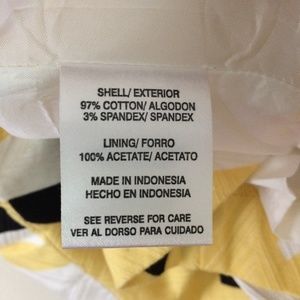 SHELL/ EXTERIOR
97% COTTON/ ALGODON
3% SPANDEX/ SPANDEX
LINING/ FORRO
100% ACETATE/ ACETATO
MADE IN INDONESIA
HECHO EN INDONESIA
SEE REVERSE FOR CARE
VER AL DORSO PARA CUIDADO